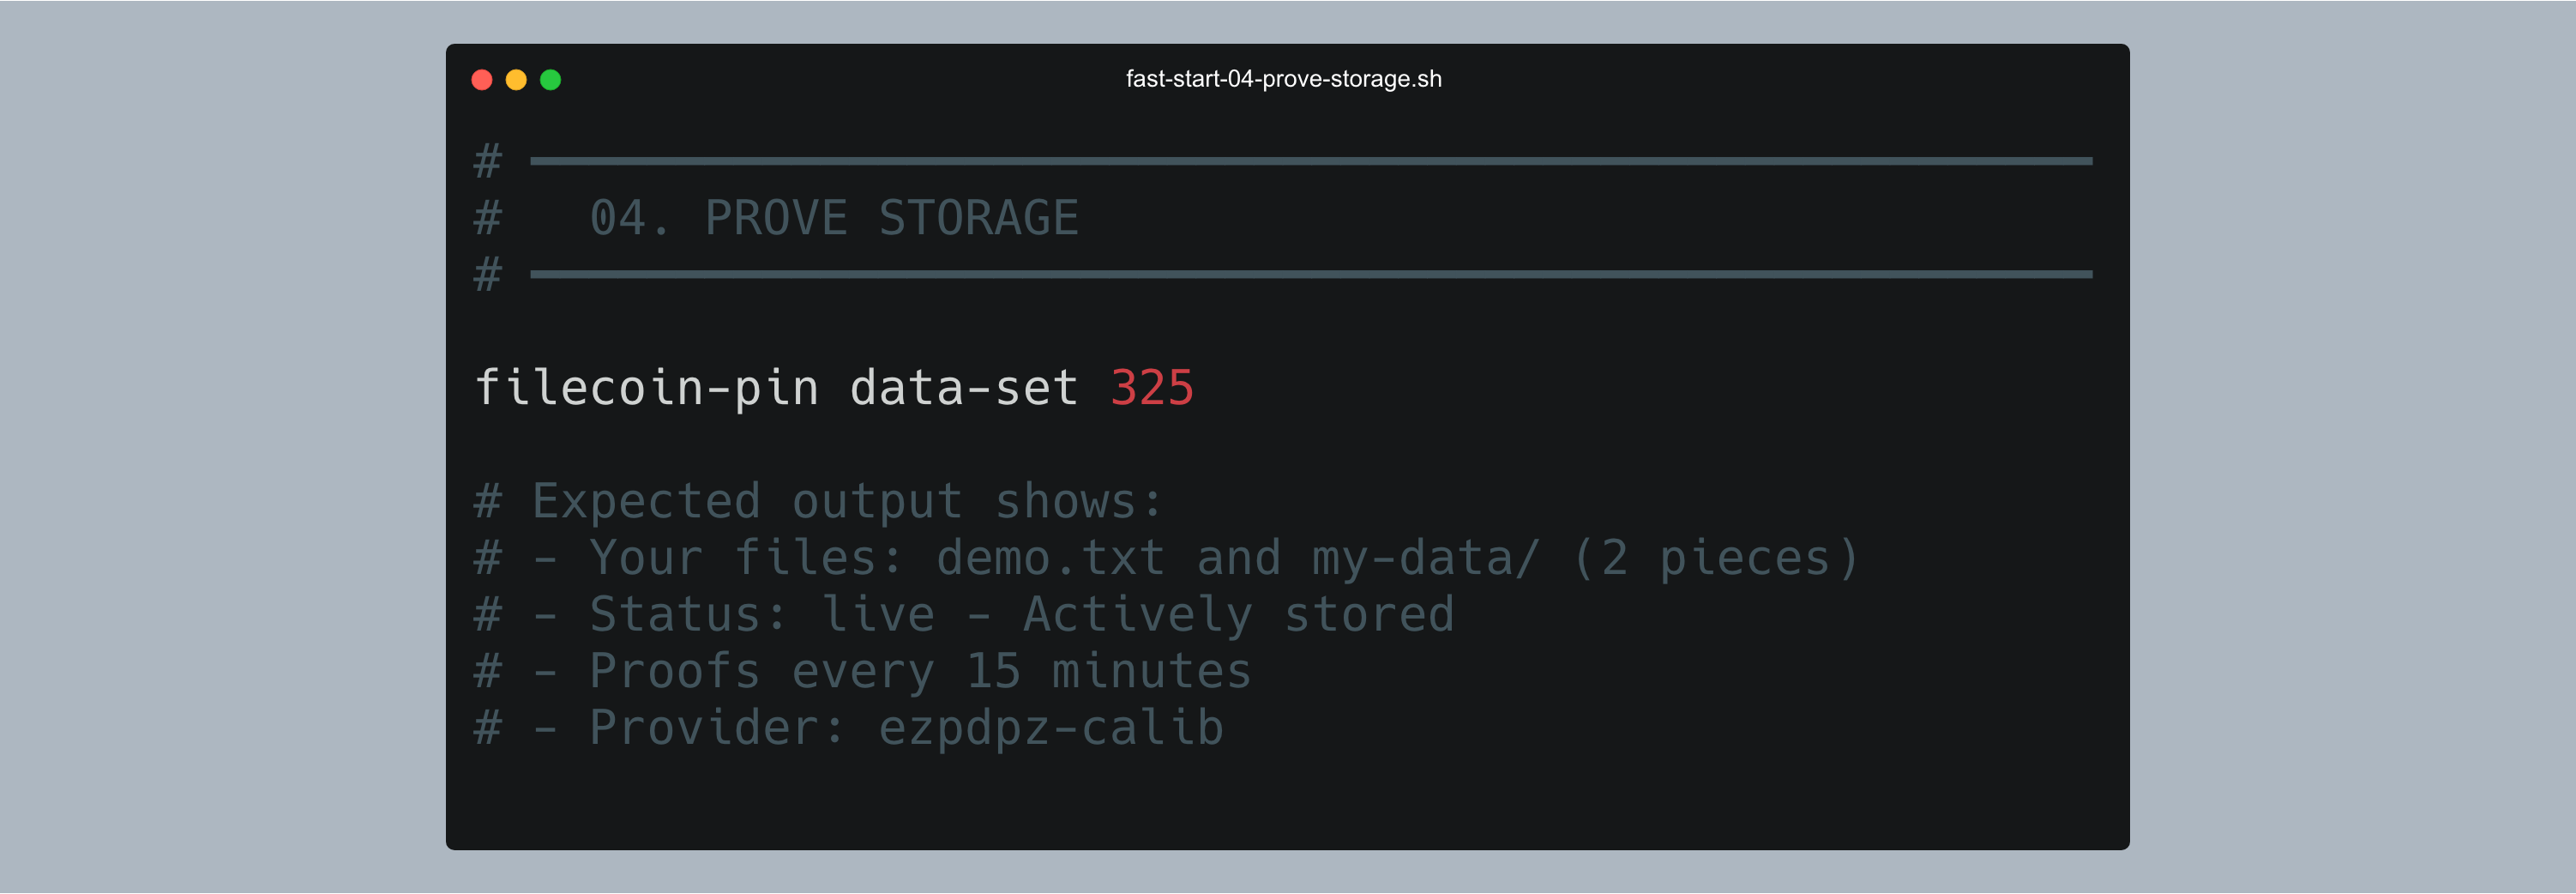 fast-start-04-prove-storage.sh
# ──────────────────────────────────────────────────────
#   04. PROVE STORAGE
# ──────────────────────────────────────────────────────
filecoin-pin data-set 325
# Expected output shows:
# - Your files: demo.txt and my-data/ (2 pieces)
# - Status: live - Actively stored
# - Proofs every 15 minutes
# - Provider: ezpdpz-calib